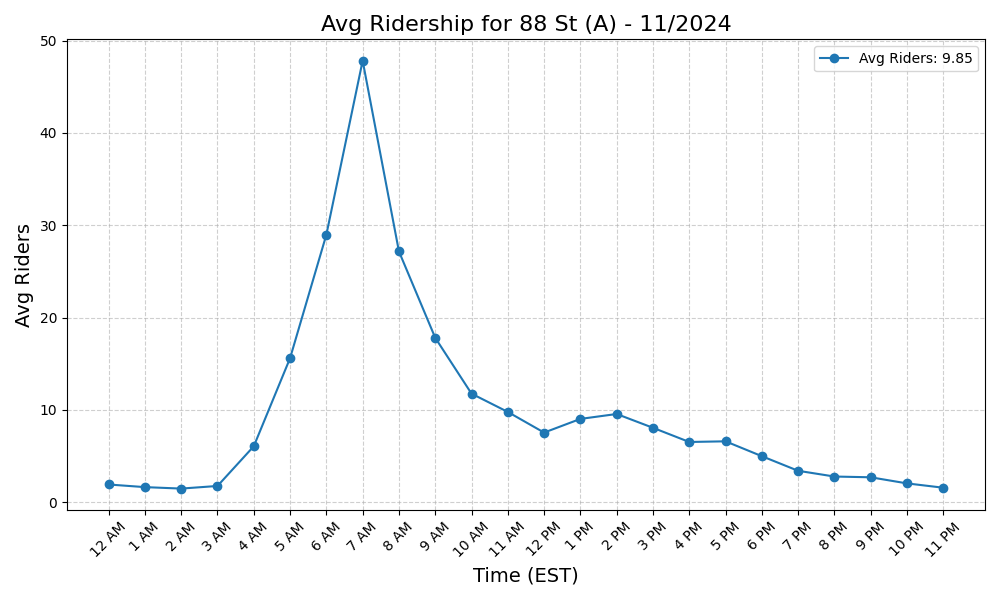 Avg Ridership for 88 St (A) - 11/2024
Avg Riders: 9.85
Avg Riders
50
40
30
20
10
0
12 AM 1 AM 2 AM 3 AM 4 AM 5 AM 6 AM 7 AM 8 AM 9 AM 10 AM 11 AM 12 PM 1 PM 2 PM 3 PM 4 PM 5 PM 6 PM 7 PM 8 PM 9 PM 10 PM 11 PM
Time (EST)